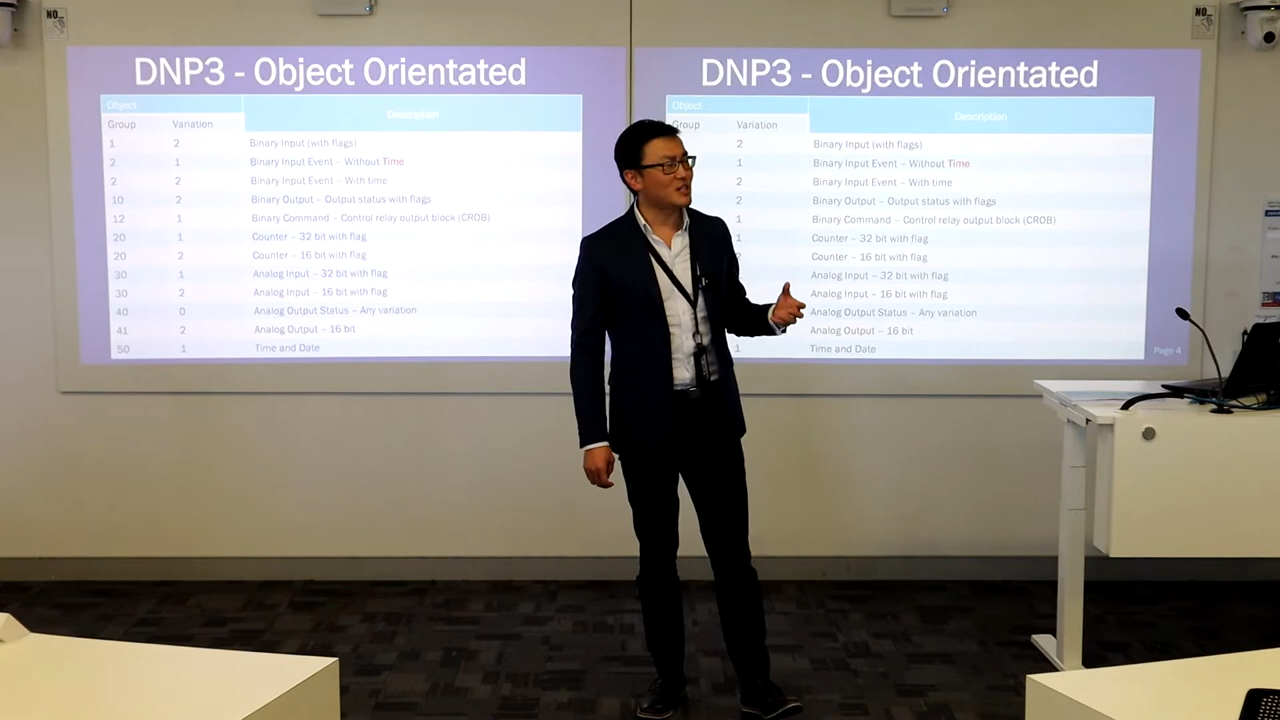 NO
DNP3 - Object Orientated
Object
Description
Group Variation
1 2 Binary Input (with flags)
2 1 Binary Input Event – Without Time
2 2 Binary Input Event – With time
10 2 Binary Output – Output status with flags
12 1 Binary Command – Control relay output block (CROB)
20 1 Counter – 32 bit with flag
20 2 Counter – 16 bit with flag
30 1 Analog Input – 32 bit with flag
30 2 Analog Input – 16 bit with flag
40 0 Analog Output Status – Any variation
41 2 Analog Output – 16 bit
50 1 Time and Date
NO
DNP3 - Object Orientated
Object
Description
Group Variation
2 Binary Input (with flags)
1 Binary Input Event – Without Time
2 Binary Input Event – With time
2 Binary Output – Output status with flags
1 Binary Command – Control relay output block (CROB)
1 Counter – 32 bit with flag
2 Counter – 16 bit with flag
Analog Input – 32 bit with flag
Analog Input – 16 bit with flag
Analog Output Status – Any variation
Analog Output – 16 bit
1 Time and Date
Page 4